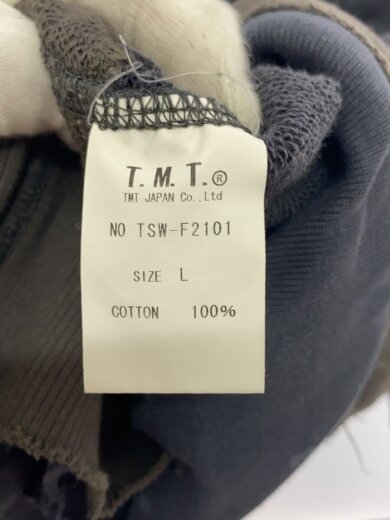 T.M.T.®
TMT JAPAN Co.,Ltd
NO TSW-F2101
SIZE L
COTTON 100%